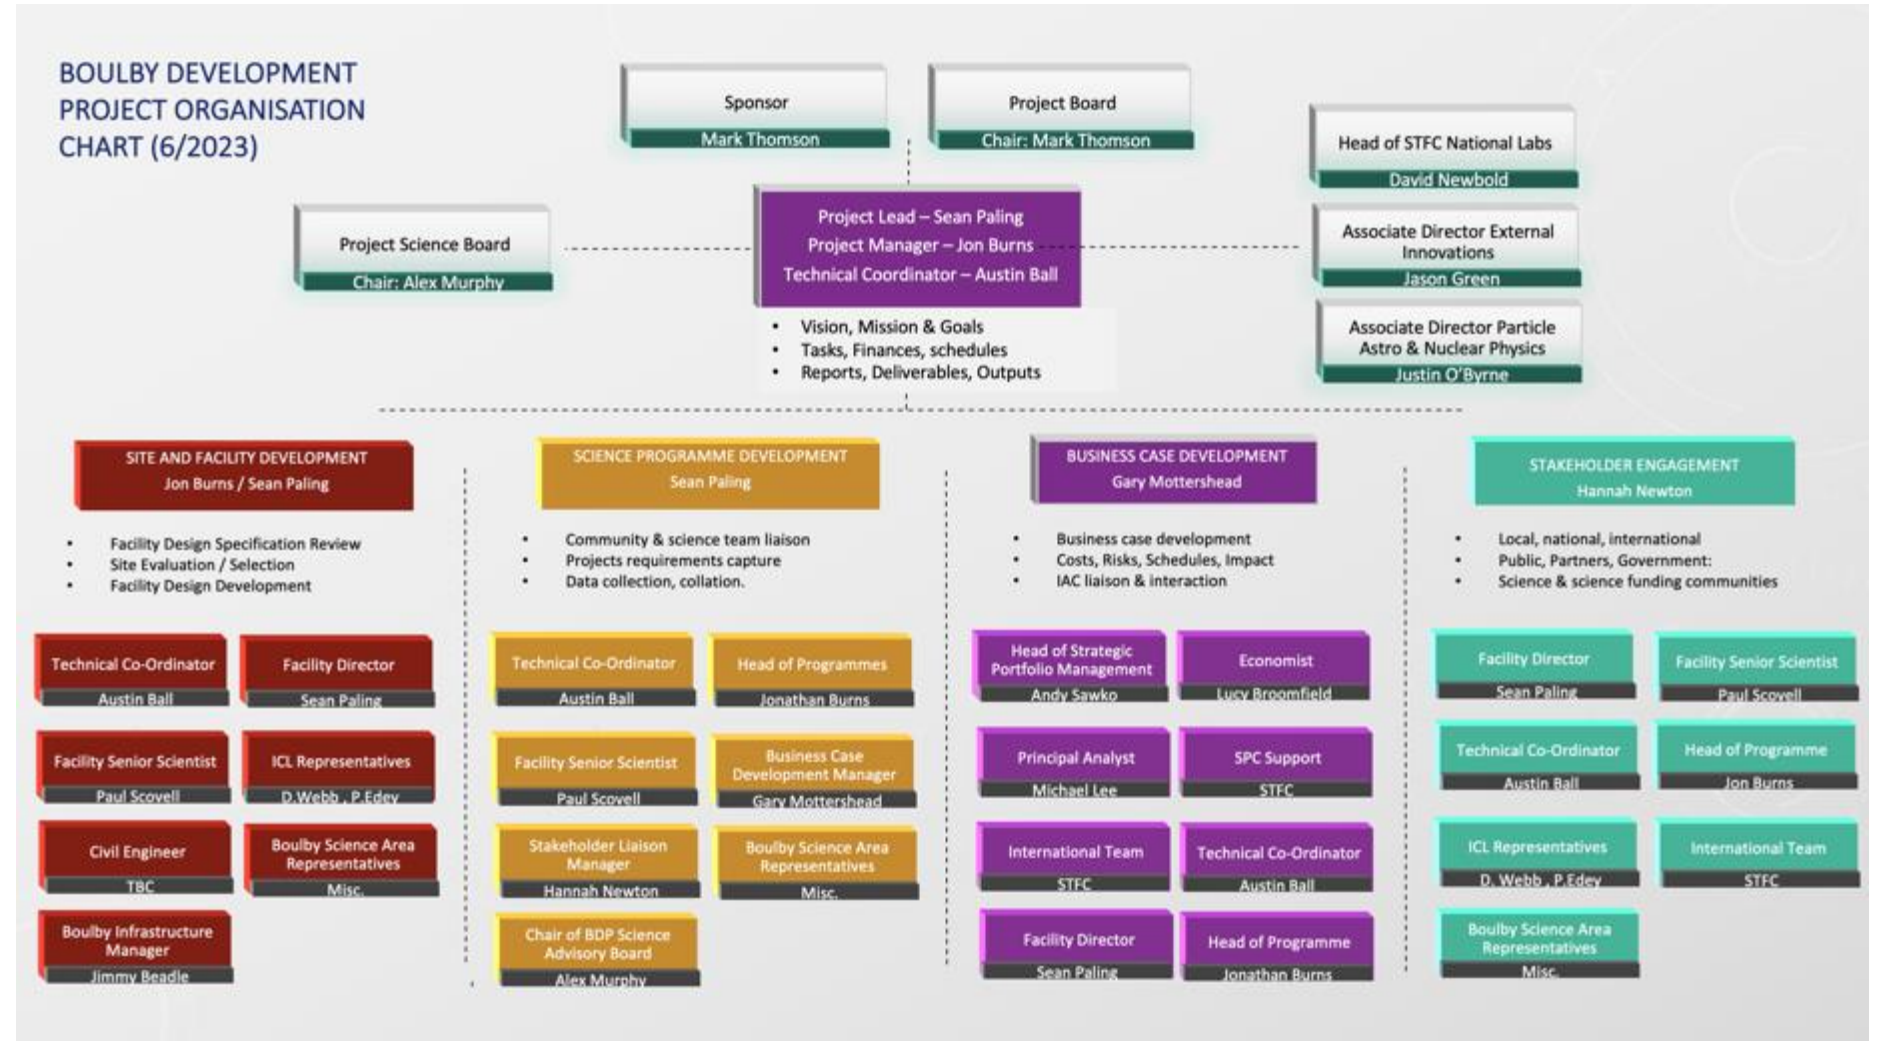 BOULBY DEVELOPMENT
PROJECT ORGANISATION
CHART (6/2023)
Sponsor
Mark Thomson
Project Board
Chair: Mark Thomson
Head of STFC National Labs
David Newbold
Project Science Board
Chair: Alex Murphy
Project Lead – Sean Paling
Project Manager – Jon Burns
Technical Coordinator – Austin Ball
Associate Director External
Innovations
Jason Green
Associate Director Particle
Astro & Nuclear Physics
Justin O'Byrne
• Vision, Mission & Goals
• Tasks, Finances, schedules
• Reports, Deliverables, Outputs
SITE AND FACILITY DEVELOPMENT
Jon Burns / Sean Paling
• Facility Design Specification Review
• Site Evaluation / Selection
• Facility Design Development
Technical Co-Ordinator
Austin Ball
Facility Director
Sean Paling
Facility Senior Scientist
Paul Scovell
ICL Representatives
D.Webb , P.Edey
Civil Engineer
TBC
Boulby Science Area
Representatives
Misc.
Boulby Infrastructure
Manager
Jimmy Beadle
SCIENCE PROGRAMME DEVELOPMENT
Sean Paling
• Community & science team liaison
• Projects requirements capture
• Data collection, collation.
Technical Co-Ordinator
Austin Ball
Head of Programmes
Jonathan Burns
Facility Senior Scientist
Paul Scovell
Business Case
Development Manager
Gary Mottershead
Stakeholder Liaison
Manager
Hannah Newton
Boulby Science Area
Representatives
Misc.
Chair of BDP Science
Advisory Board
Alex Murphy
BUSINESS CASE DEVELOPMENT
Gary Mottershead
• Business case development
• Costs, Risks, Schedules, Impact
• IAC liaison & interaction
Head of Strategic
Portfolio Management
Andy Sawko
Economist
Lucy Broomfield
Principal Analyst
Michael Lee
SPC Support
STFC
International Team
STFC
Technical Co-Ordinator
Austin Ball
Facility Director
Sean Paling
Head of Programme
Jonathan Burns
STAKEHOLDER ENGAGEMENT
Hannah Newton
• Local, national, international
• Public, Partners, Government:
• Science & science funding communities
Facility Director
Sean Paling
Facility Senior Scientist
Paul Scovell
Technical Co-Ordinator
Austin Ball
Head of Programme
Jon Burns
ICL Representatives
D. Webb , P.Edey
International Team
STFC
Boulby Science Area
Representatives
Misc.